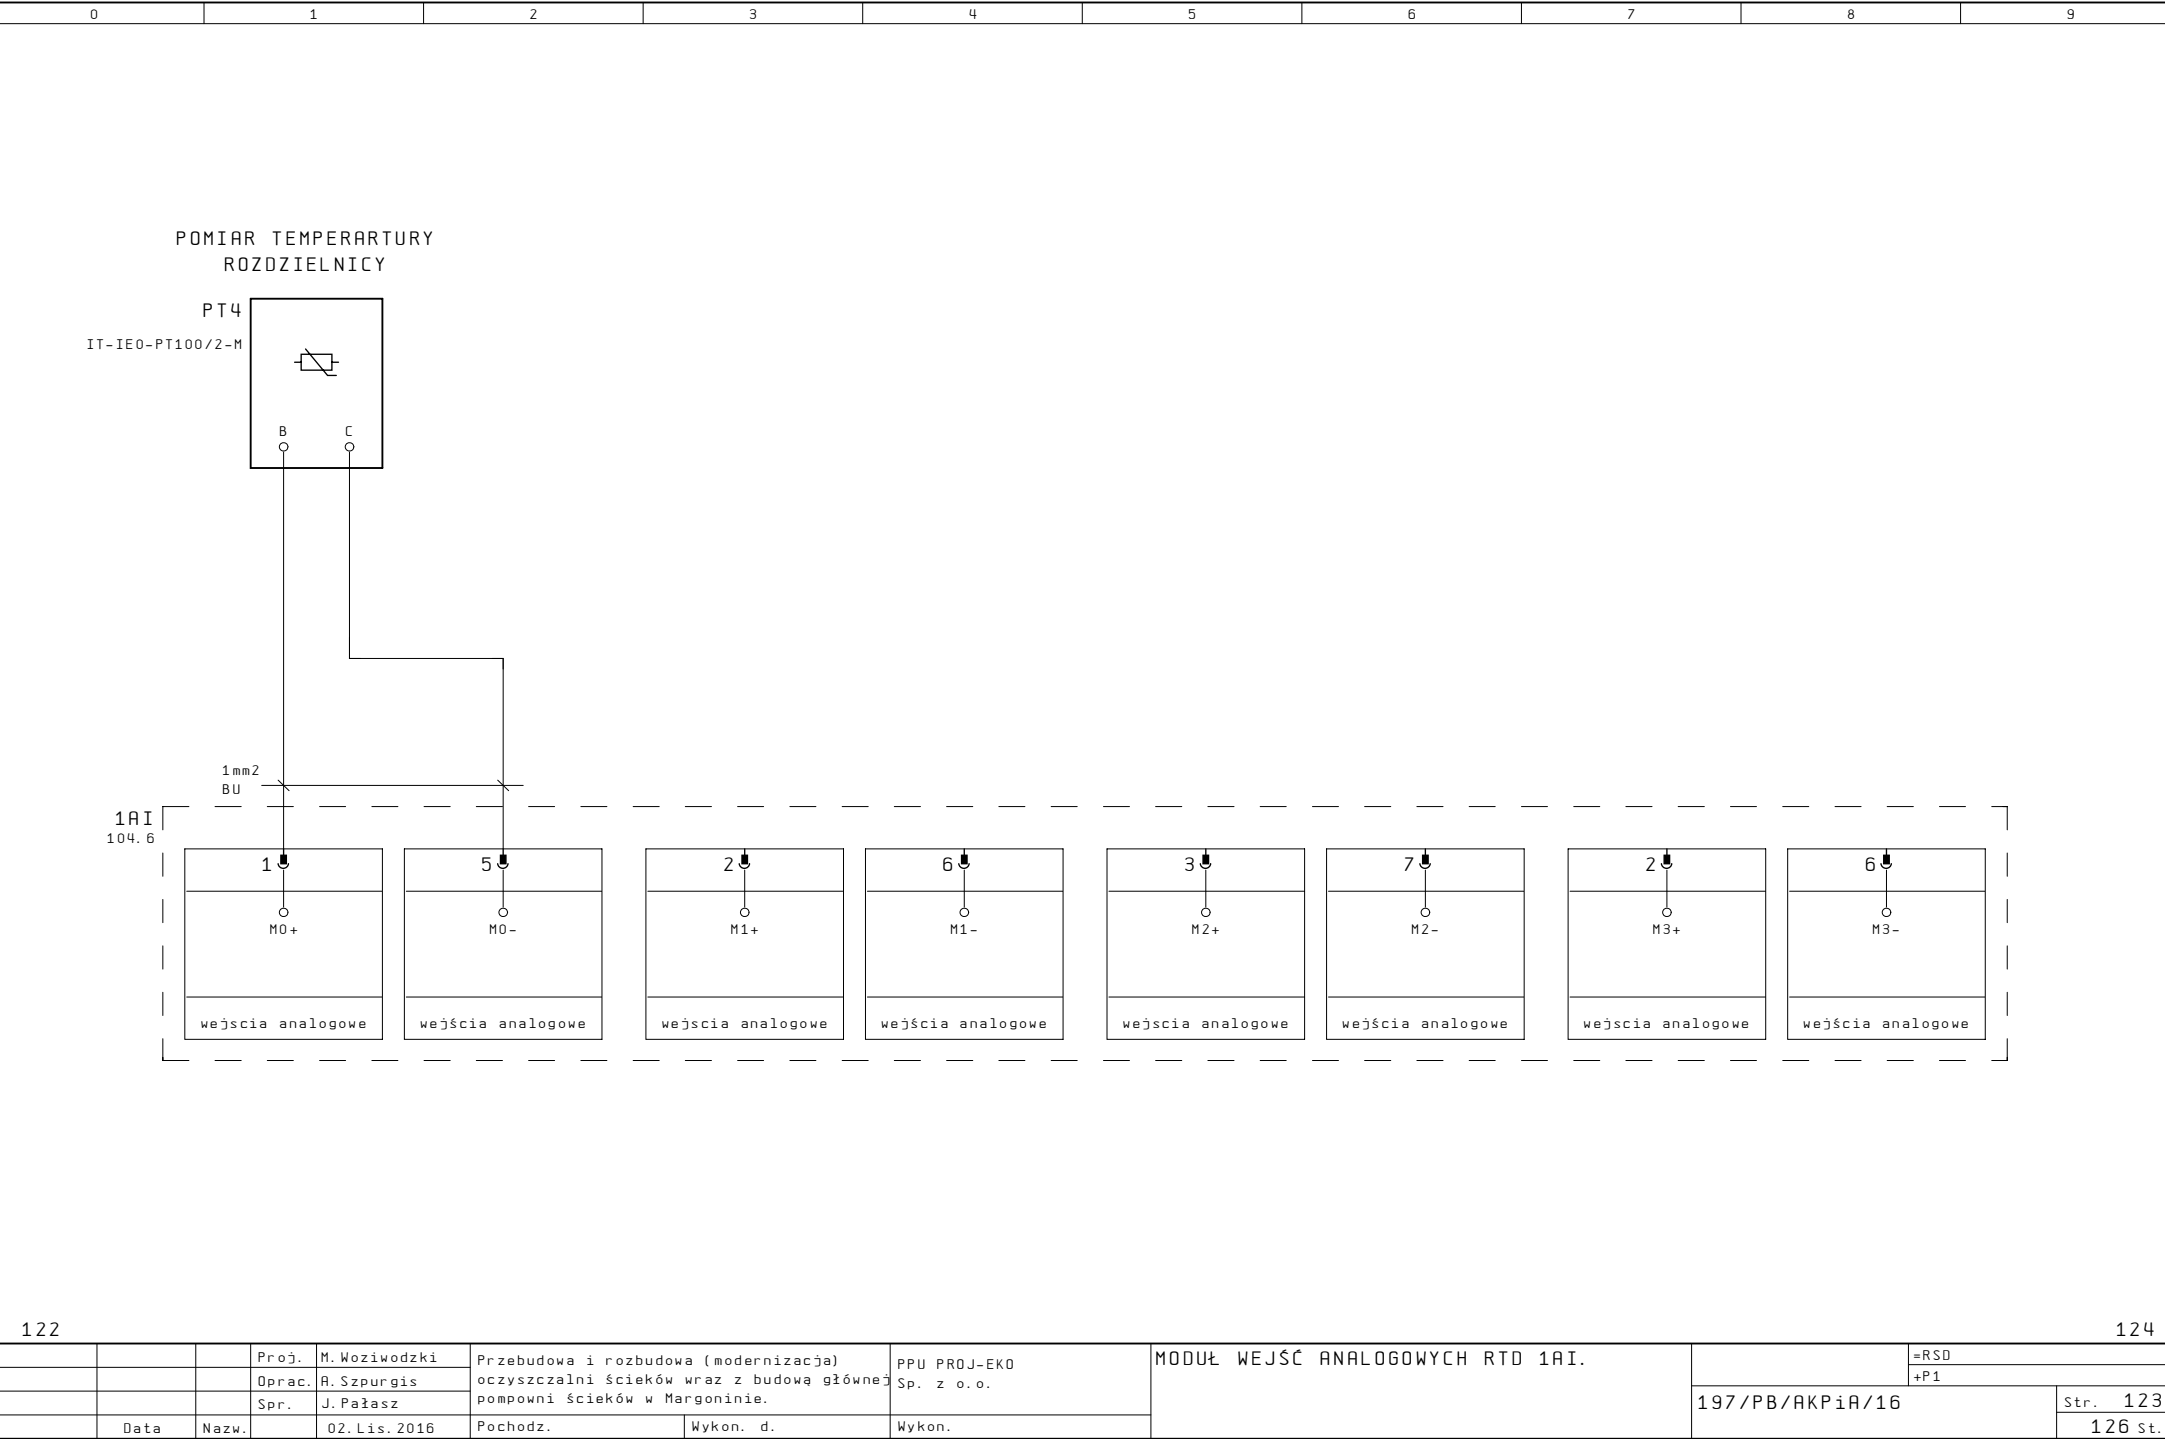 0 1 2 3 4 5 6 7 8 9
POMIAR TEMPERARTURY
ROZDZIELNICY
PT4
IT-IEO-PT100/2-M
B C
1mm2
BU
1AI
104.6
1 5 2 6 3 7 2 6
M0+ M0- M1+ M1- M2+ M2- M3+ M3-
wejscia analogowe wejścia analogowe wejscia analogowe wejścia analogowe wejscia analogowe wejścia analogowe wejscia analogowe wejścia analogowe
122 124
Proj. M.Woziwodzki
Oprac. A.Szpurgis
Spr. J.Pałasz
Data Nazw. 02.Lis.2016
Przebudowa i rozbudowa (modernizacja)
oczyszczalni ścieków wraz z budową głównej
pompowni ścieków w Margoninie.
Pochodz. Wykon. d.
PPU PROJ-EKO
Sp. z o.o.
Wykon.
MODUŁ WEJŚĆ ANALOGOWYCH RTD 1AI.
=RSD
+P1
197/PB/AKPiA/16
Str. 123
126 St.